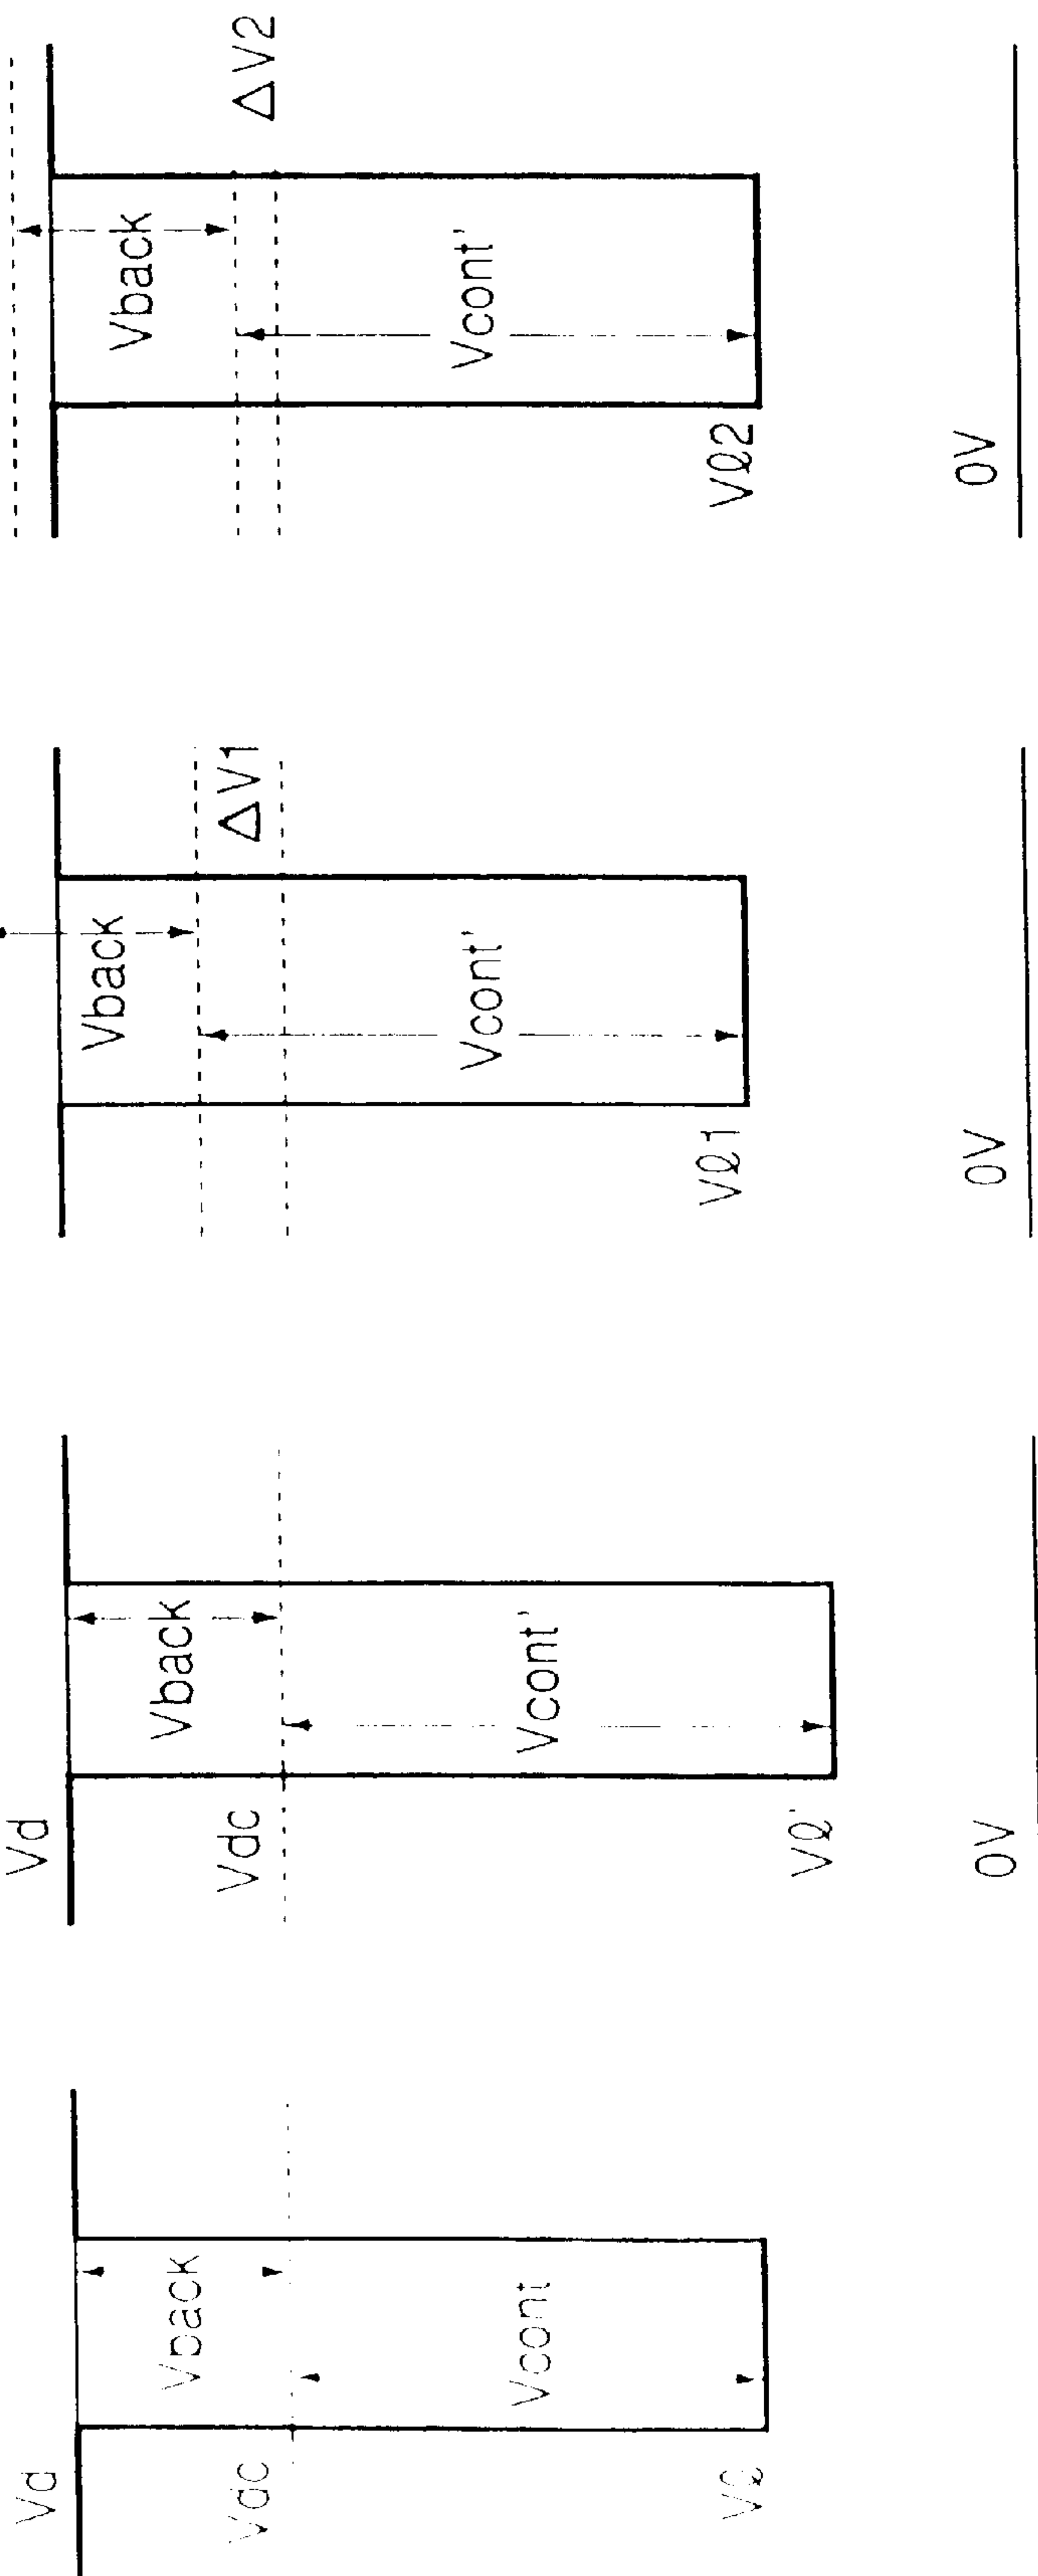 Vd
Vback
Vdc
Vcont
Vℓ
Vd
Vback
Vdc
Vcont'
Vℓ'
0V
Vback
ΔV1
Vcont'
Vℓ1
0V
Vback
ΔV2
Vcont'
Vℓ2
0V